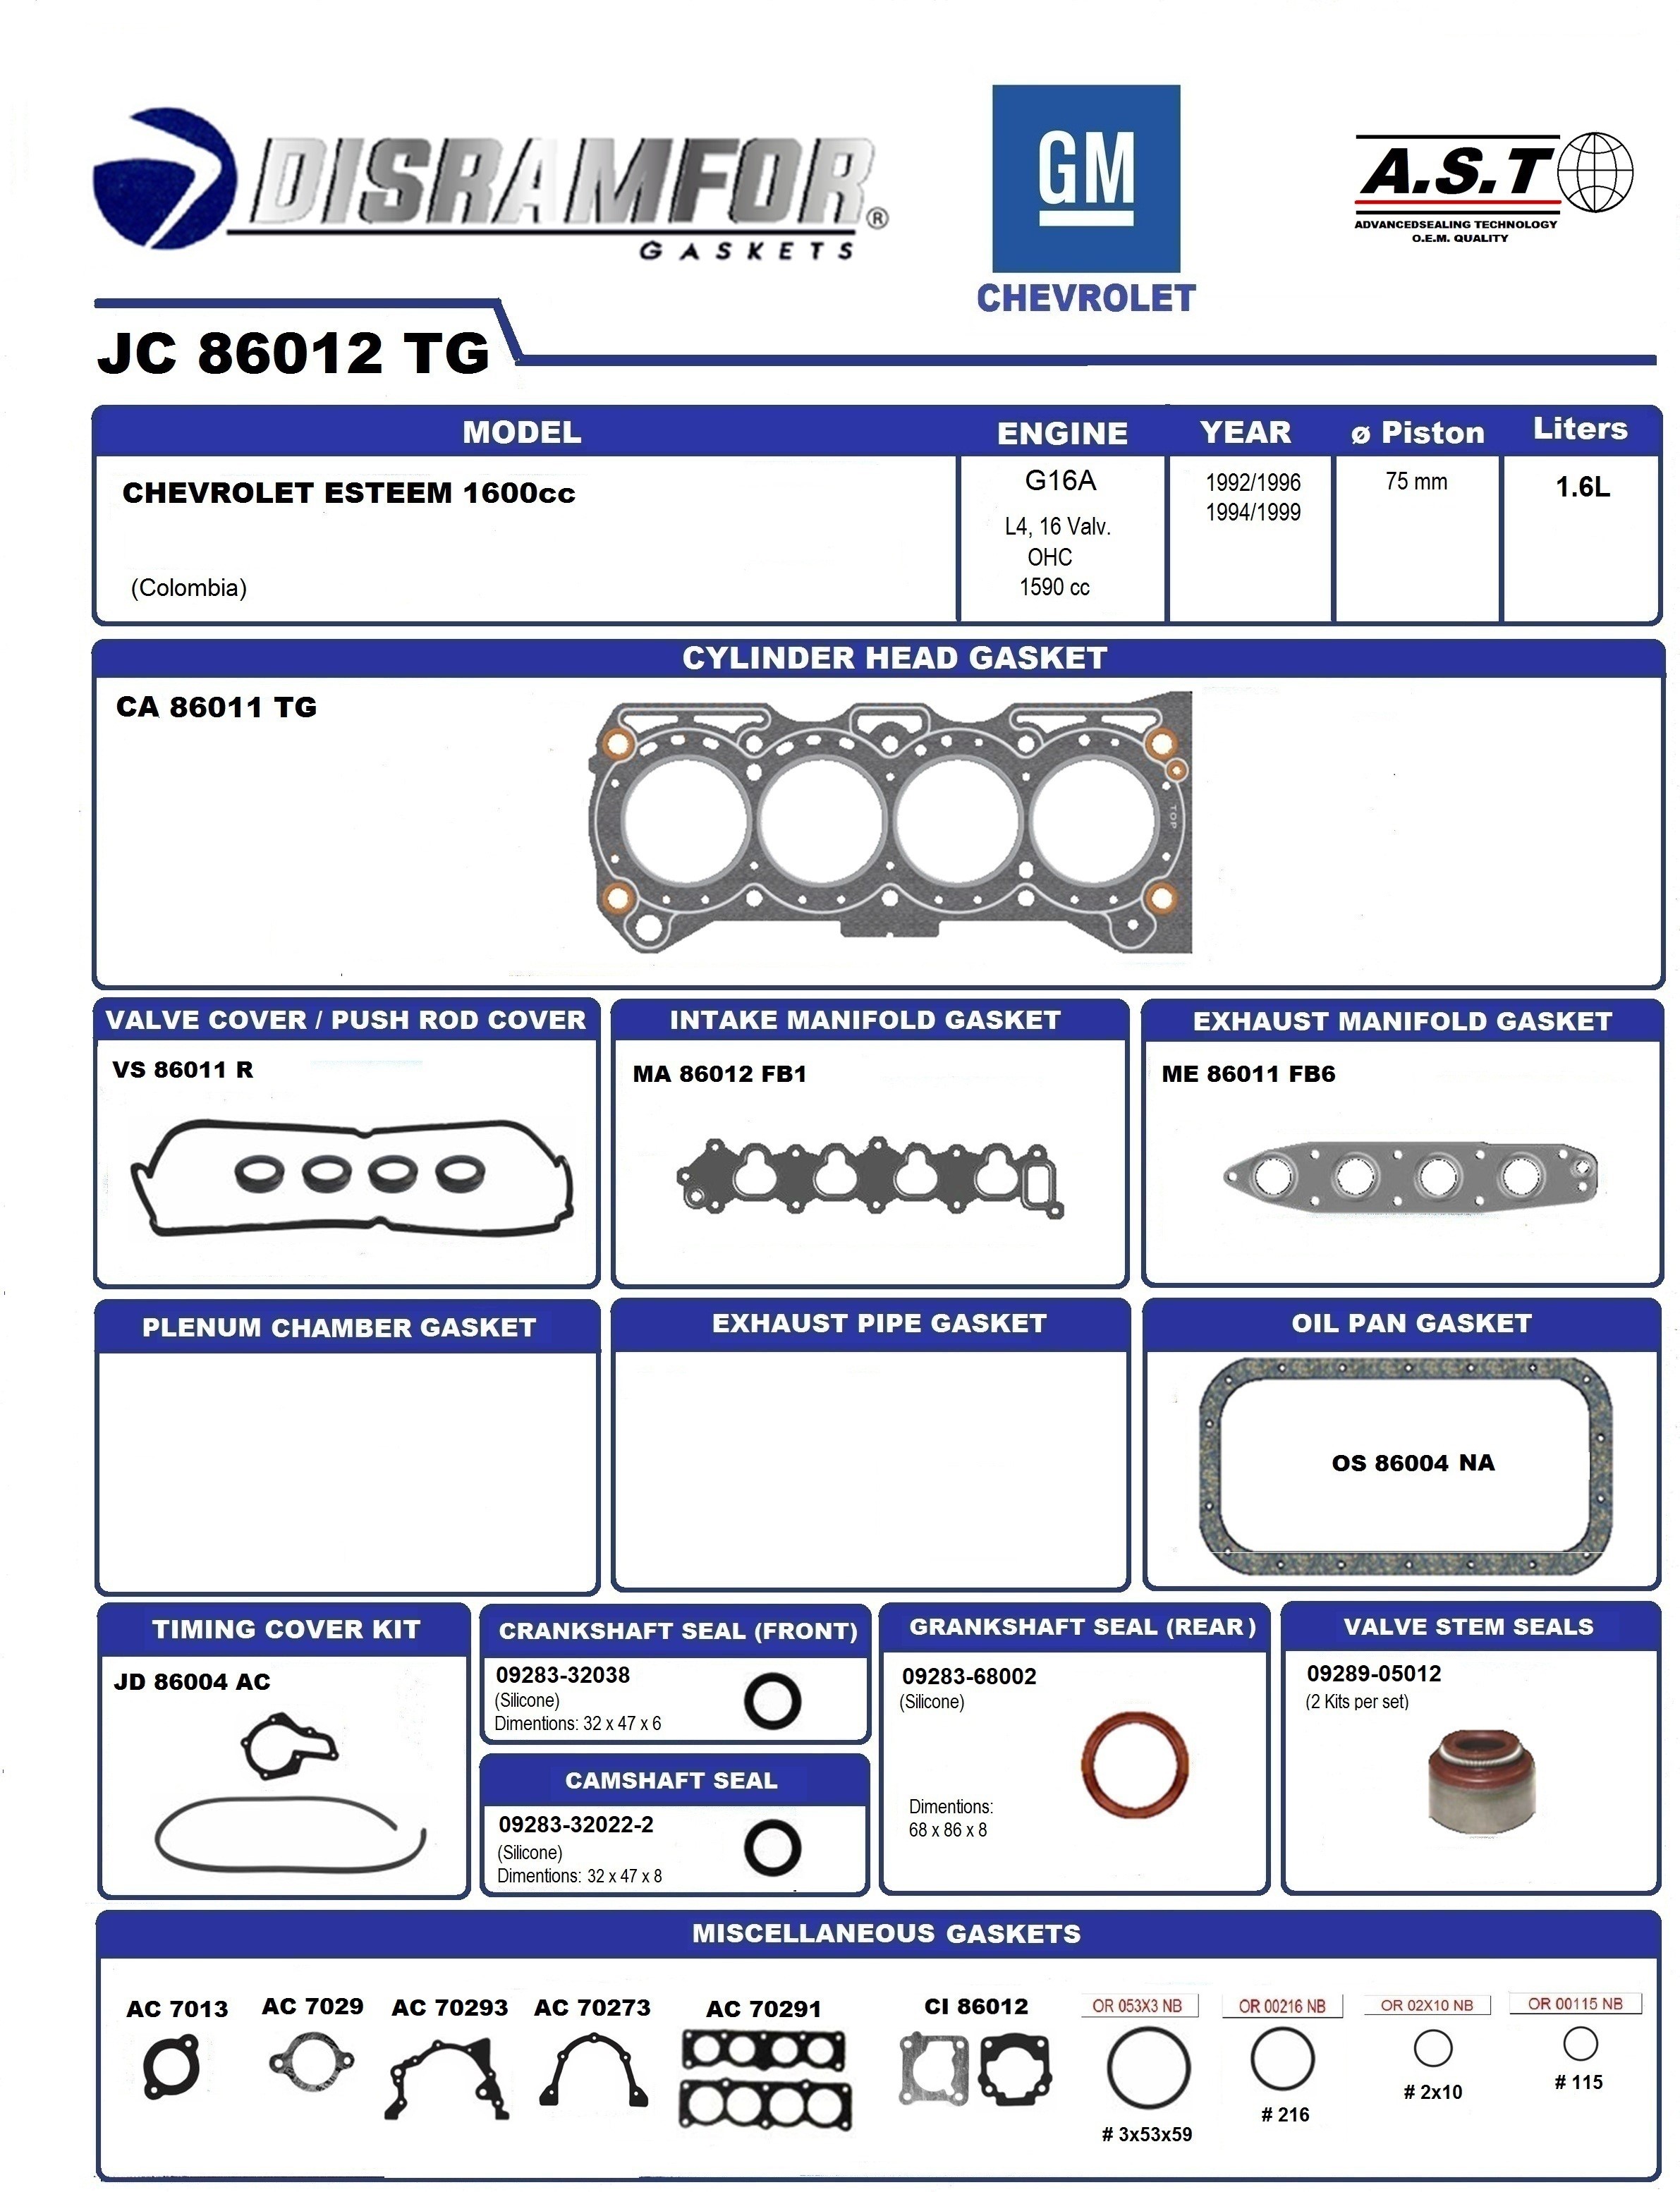 DISRAMFOR®
GASKETS
GM
CHEVROLET
A.S.T
ADVANCEDSEALING TECHNOLOGY
O.E.M. QUALITY
JC 86012 TG
MODEL
ENGINE
YEAR
ø Piston
Liters
CHEVROLET ESTEEM 1600cc
(Colombia)
G16A
L4, 16 Valv.
OHC
1590 cc
1992/1996
1994/1999
75 mm
1.6L
CYLINDER HEAD GASKET
CA 86011 TG
TOP
VALVE COVER / PUSH ROD COVER
VS 86011 R
INTAKE MANIFOLD GASKET
MA 86012 FB1
EXHAUST MANIFOLD GASKET
ME 86011 FB6
PLENUM CHAMBER GASKET
EXHAUST PIPE GASKET
OIL PAN GASKET
OS 86004 NA
TIMING COVER KIT
JD 86004 AC
CRANKSHAFT SEAL (FRONT)
09283-32038
(Silicone)
Dimentions: 32 x 47 x 6
CAMSHAFT SEAL
09283-32022-2
(Silicone)
Dimentions: 32 x 47 x 8
GRANKSHAFT SEAL (REAR)
09283-68002
(Silicone)
Dimentions:
68 x 86 x 8
VALVE STEM SEALS
09289-05012
(2 Kits per set)
MISCELLANEOUS GASKETS
AC 7013
AC 7029
AC 70293
AC 70273
AC 70291
CI 86012
OR 053X3 NB
# 3x53x59
OR 00216 NB
# 216
OR 02X10 NB
# 2x10
OR 00115 NB
# 115